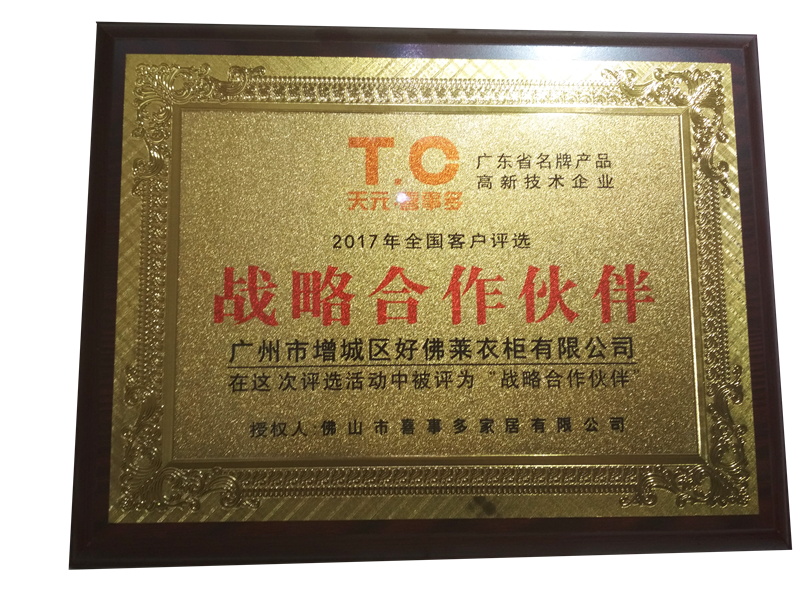 T.C
天元·喜事多
广东省名牌产品
高新技术企业
2017年全国客户评选
战略合作伙伴
广州市增城区好佛莱衣柜有限公司
在这次评选活动中被评为“战略合作伙伴”
授权人:佛山市喜事多家居有限公司